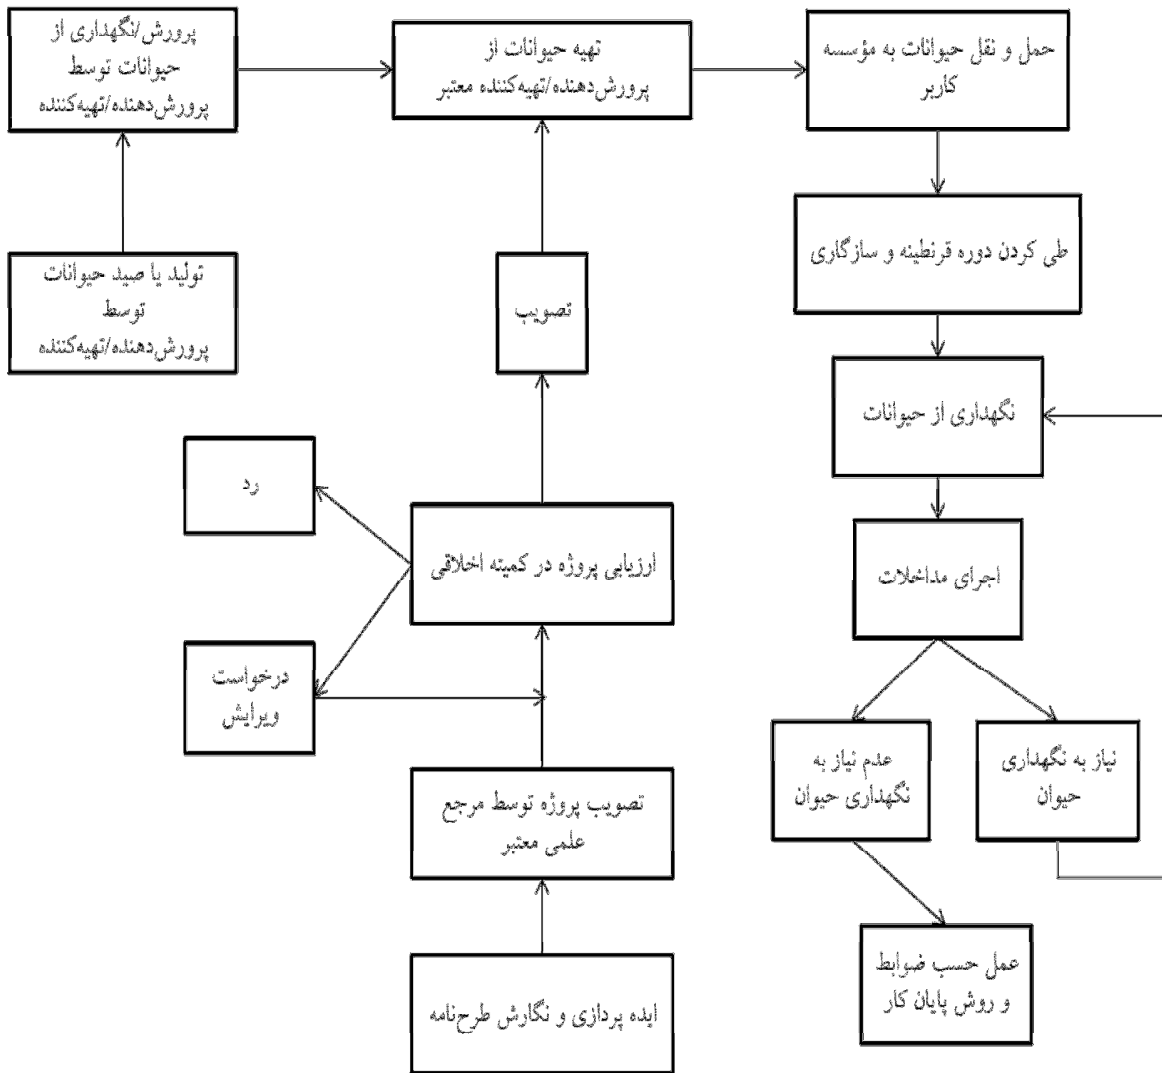 پرورش/نگهداری از
حیوانات توسط
پرورش‌دهنده/تهیه‌کننده
تهیه حیوانات از
پرورش‌دهنده/تهیه‌کننده معتبر
حمل و نقل حیوانات به مؤسسه
کاربر
طی کردن دوره قرنطینه و سازگاری
تولید یا صید حیوانات
توسط
پرورش‌دهنده/تهیه‌کننده
تصویب
نگهداری از حیوانات
رد
ارزیابی پروژه در کمیته اخلاقی
اجرای مداخلات
درخواست
ویرایش
عدم نیاز به
نگهداری حیوان
نیاز به نگهداری
حیوان
تصویب پروژه توسط مرجع
علمی معتبر
عمل حسب ضوابط
و روش پایان کار
ایده پردازی و نگارش طرح‌نامه